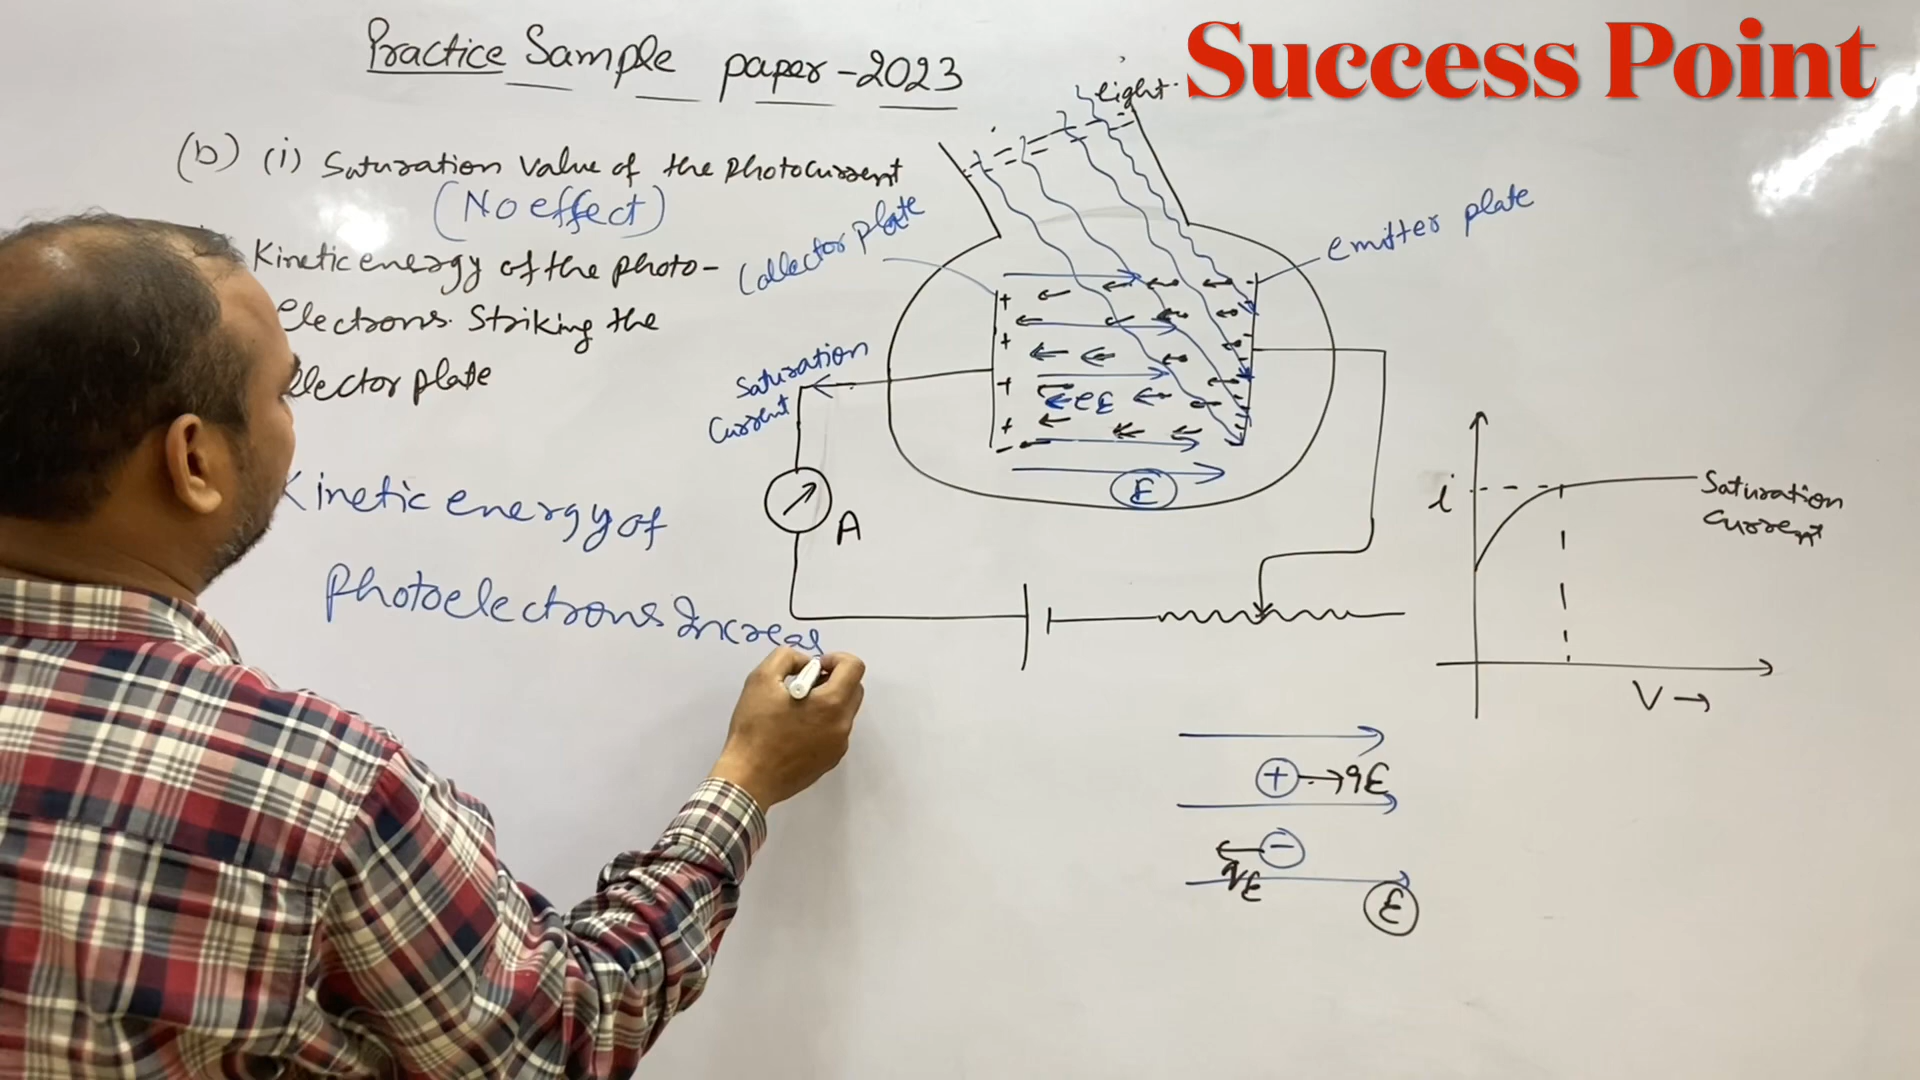 Success Point
Practice Sample paper - 2023
(b) (i) Saturation value of the photocurrent
(No effect)
Kinetic energy of the photo-
electrons striking the
llector plate
Kinetic energy of
photoelectrons Increas
light
Collector plate
emitter plate
Saturation
Current
+
+
+
+
eE
E
A
i
Saturation
Current
V →
+ → qE
-
qE
E